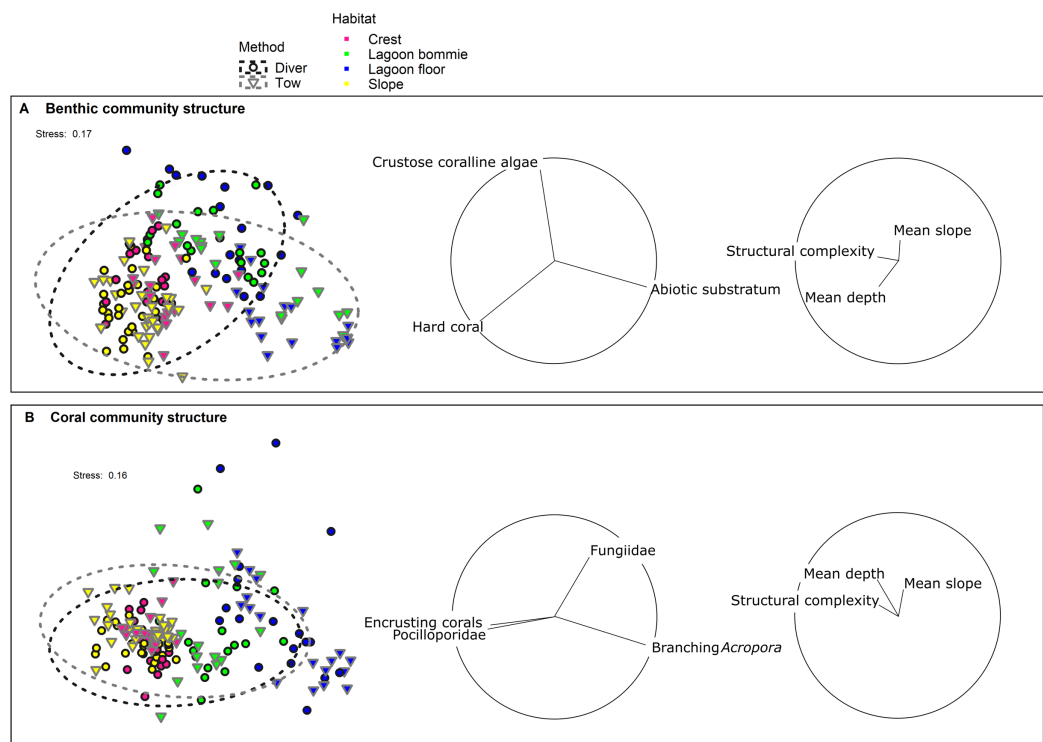 Habitat
Method
Crest
Lagoon bommie
Diver
Lagoon floor
Tow
Slope
A Benthic community structure
Stress: 0.17
Crustose coralline algae
Mean slope
Structural complexity
Abiotic substratum
Mean depth
Hard coral
B Coral community structure
Stress: 0.16
Fungiidae
Mean depth
Mean slope
Structural complexity
Encrusting corals
Pocilloporidae
Branching Acropora